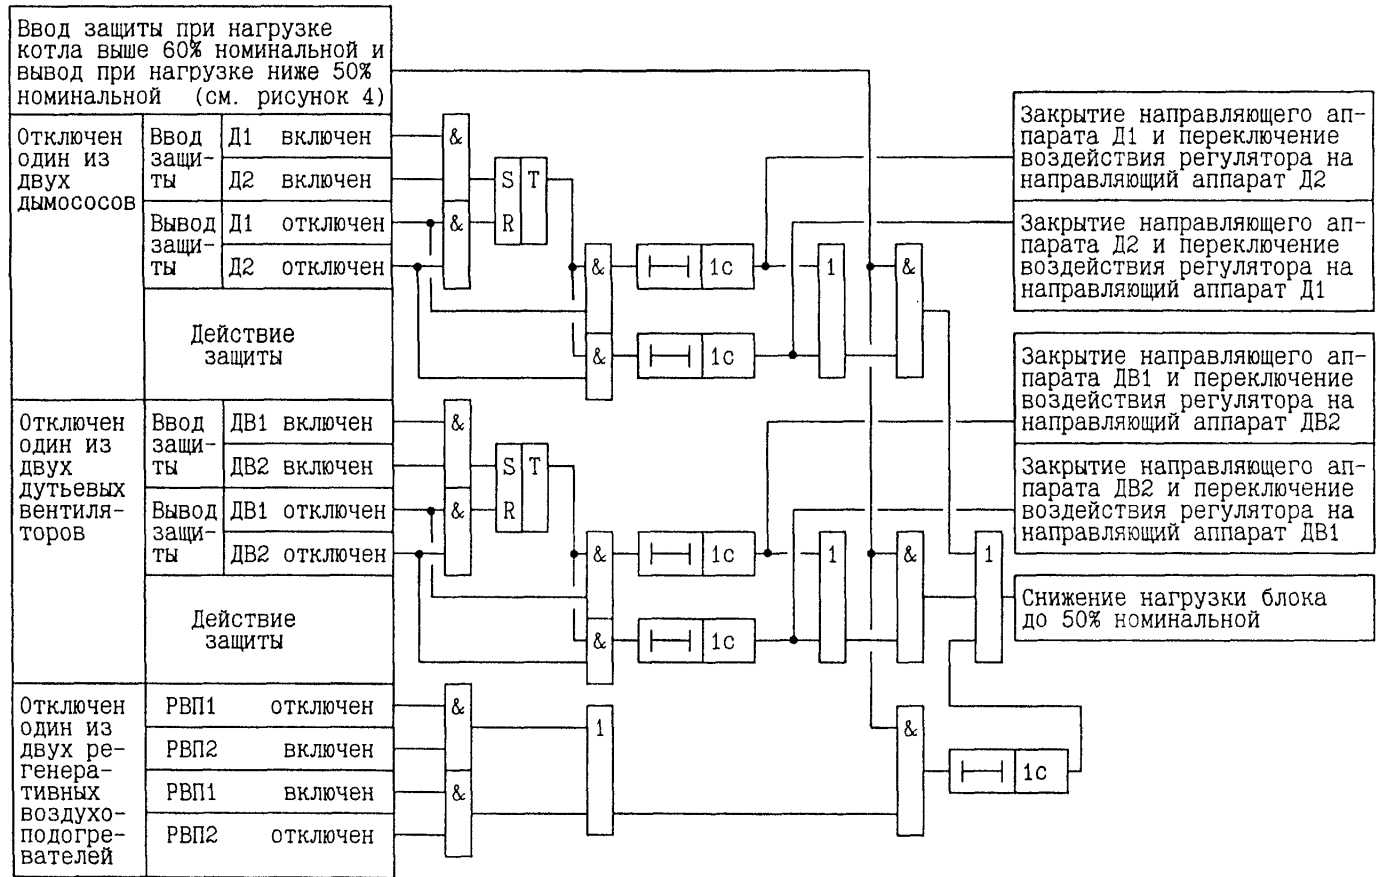 Ввод защиты при нагрузке
котла выше 60% номинальной и
вывод при нагрузке ниже 50%
номинальной (см. рисунок 4)
Отключен
один из
двух
дымососов
Ввод
защи-
ты
Д1 включен
Д2 включен
Вывод
защи-
ты
Д1 отключен
Д2 отключен
Действие
защиты
&
&
S T
R
&
&
1с
1с
1
&
Закрытие направляющего ап-
парата Д1 и переключение
воздействия регулятора на
направляющий аппарат Д2
Закрытие направляющего ап-
парата Д2 и переключение
воздействия регулятора на
направляющий аппарат Д1
Отключен
один из
двух
дутьевых
вентиля-
торов
Ввод
защи-
ты
ДВ1 включен
ДВ2 включен
Вывод
защи-
ты
ДВ1 отключен
ДВ2 отключен
Действие
защиты
&
&
S T
R
&
&
1с
1с
1
&
1
Закрытие направляющего ап-
парата ДВ1 и переключение
воздействия регулятора на
направляющий аппарат ДВ2
Закрытие направляющего ап-
парата ДВ2 и переключение
воздействия регулятора на
направляющий аппарат ДВ1
Снижение нагрузки блока
до 50% номинальной
Отключен
один из
двух ре-
генера-
тивных
воздухо-
подогре-
вателей
РВП1 отключен
РВП2 включен
РВП1 включен
РВП2 отключен
&
&
1
&
1с